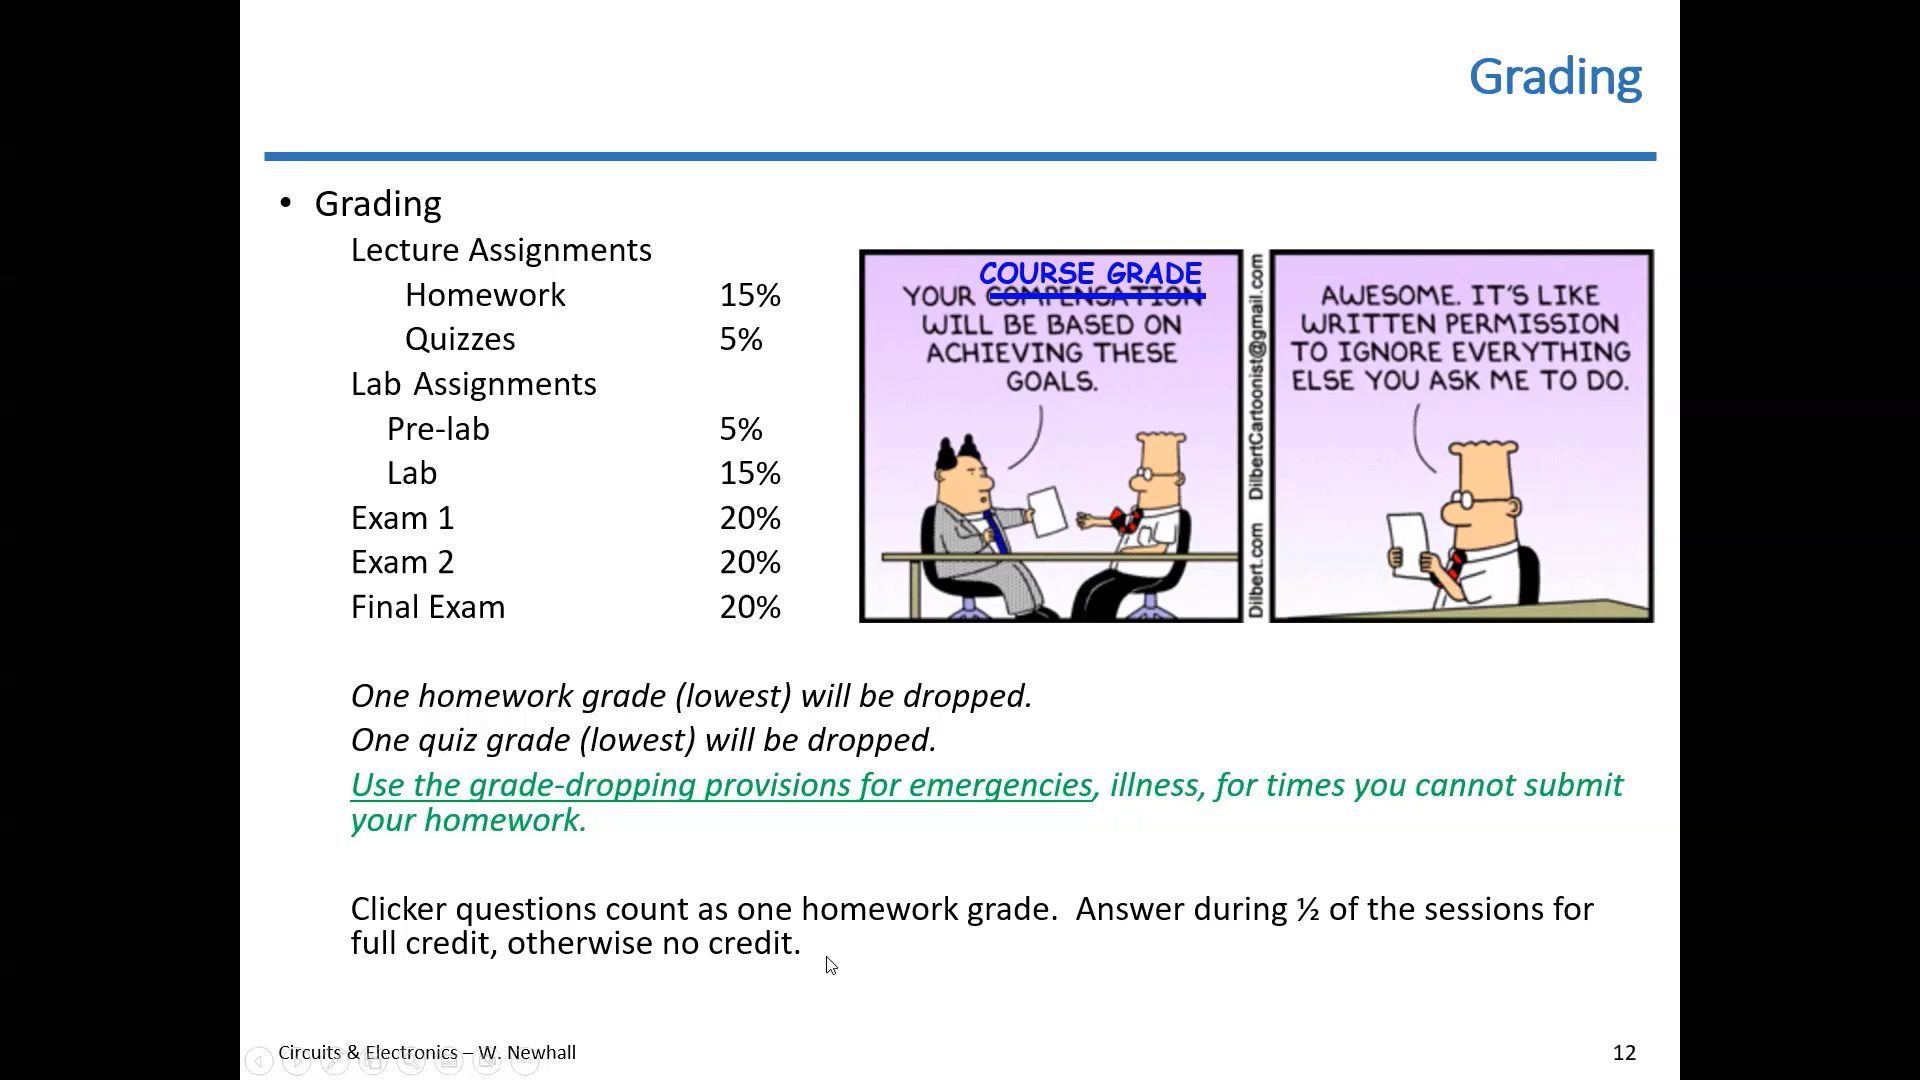 Grading
• Grading
Lecture Assignments
Homework 15%
Quizzes 5%
Lab Assignments
Pre-lab 5%
Lab 15%
Exam 1 20%
Exam 2 20%
Final Exam 20%
COURSE GRADE
YOUR COMPENSATION
WILL BE BASED ON
ACHIEVING THESE
GOALS.
Dilbert.com DilbertCartoonist@gmail.com
AWESOME. IT'S LIKE
WRITTEN PERMISSION
TO IGNORE EVERYTHING
ELSE YOU ASK ME TO DO.
One homework grade (lowest) will be dropped.
One quiz grade (lowest) will be dropped.
Use the grade-dropping provisions for emergencies, illness, for times you cannot submit
your homework.
Clicker questions count as one homework grade. Answer during ½ of the sessions for
full credit, otherwise no credit.
Circuits & Electronics – W. Newhall
12